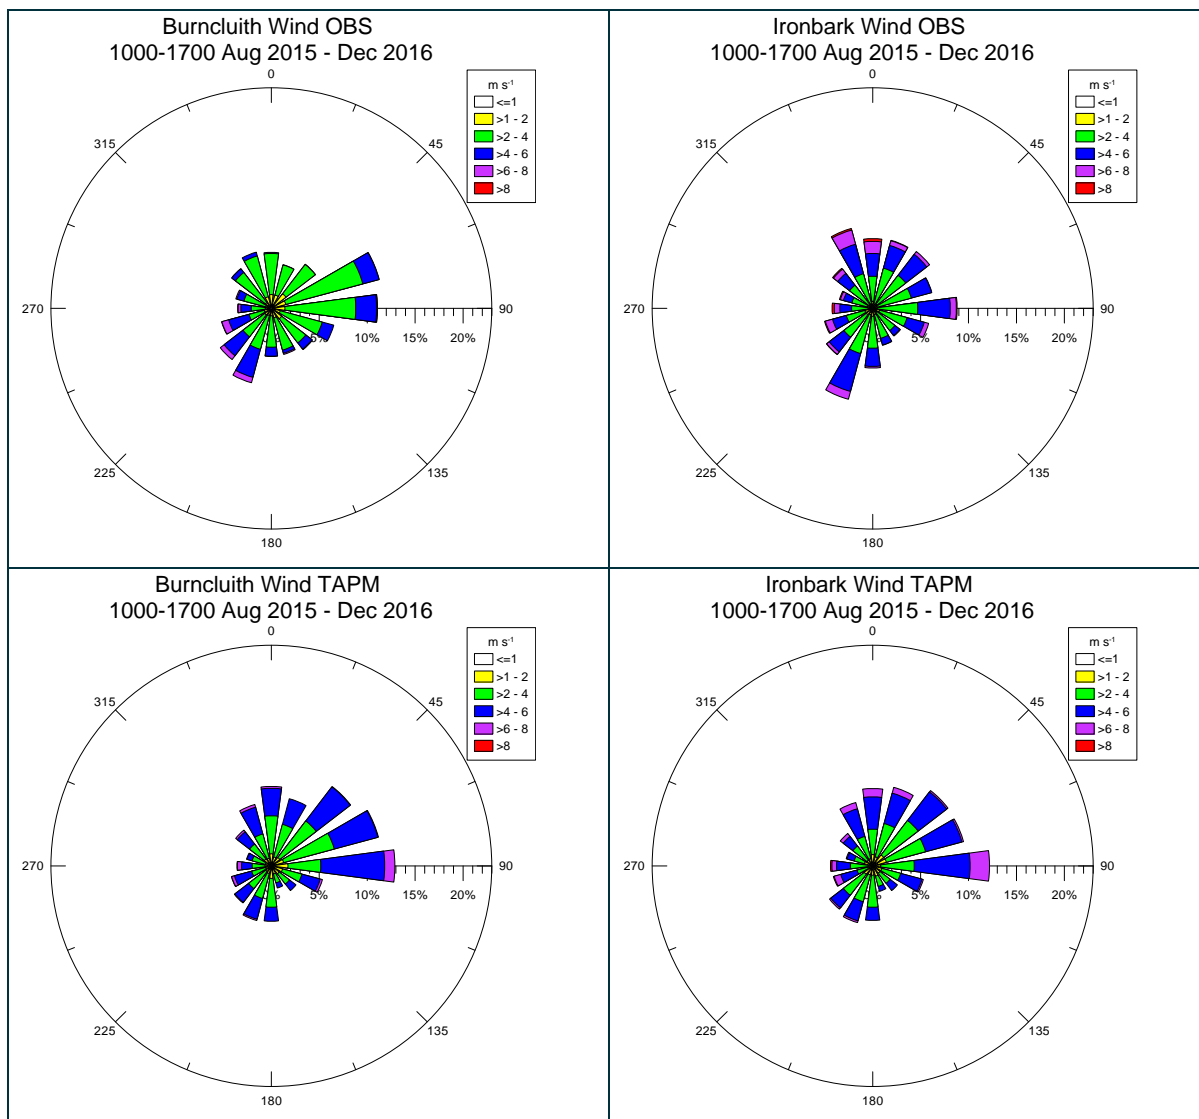 Burncluith Wind OBS
1000-1700 Aug 2015 - Dec 2016
0
m s-1
<=1
>1 - 2
>2 - 4
>4 - 6
>6 - 8
>8
315
45
270
5%
10%
15%
20%
90
225
135
180
Ironbark Wind OBS
1000-1700 Aug 2015 - Dec 2016
0
m s-1
<=1
>1 - 2
>2 - 4
>4 - 6
>6 - 8
>8
315
45
270
5%
10%
15%
20%
90
225
135
180
Burncluith Wind TAPM
1000-1700 Aug 2015 - Dec 2016
0
m s-1
<=1
>1 - 2
>2 - 4
>4 - 6
>6 - 8
>8
315
45
270
5%
10%
15%
20%
90
225
135
180
Ironbark Wind TAPM
1000-1700 Aug 2015 - Dec 2016
0
m s-1
<=1
>1 - 2
>2 - 4
>4 - 6
>6 - 8
>8
315
45
270
5%
10%
15%
20%
90
225
135
180